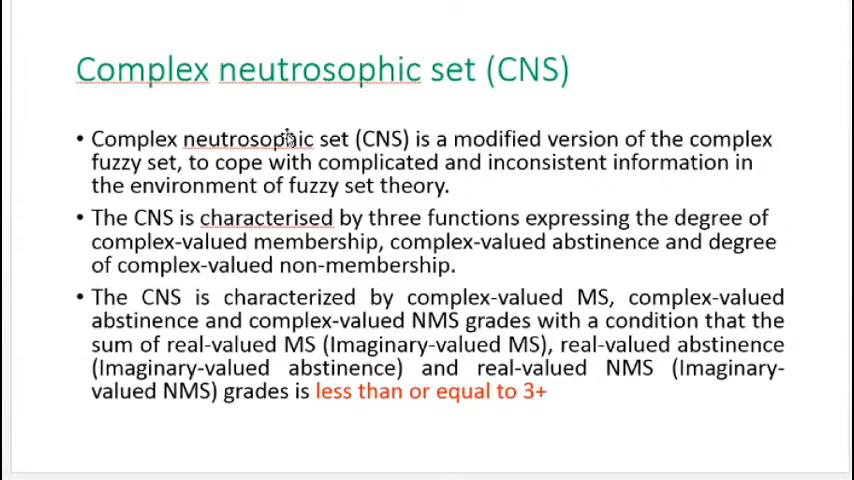 Complex neutrosophic set (CNS)
• Complex neutrosophic set (CNS) is a modified version of the complex
fuzzy set, to cope with complicated and inconsistent information in
the environment of fuzzy set theory.
• The CNS is characterised by three functions expressing the degree of
complex-valued membership, complex-valued abstinence and degree
of complex-valued non-membership.
• The CNS is characterized by complex-valued MS, complex-valued
abstinence and complex-valued NMS grades with a condition that the
sum of real-valued MS (Imaginary-valued MS), real-valued abstinence
(Imaginary-valued abstinence) and real-valued NMS (Imaginary-
valued NMS) grades is less than or equal to 3+